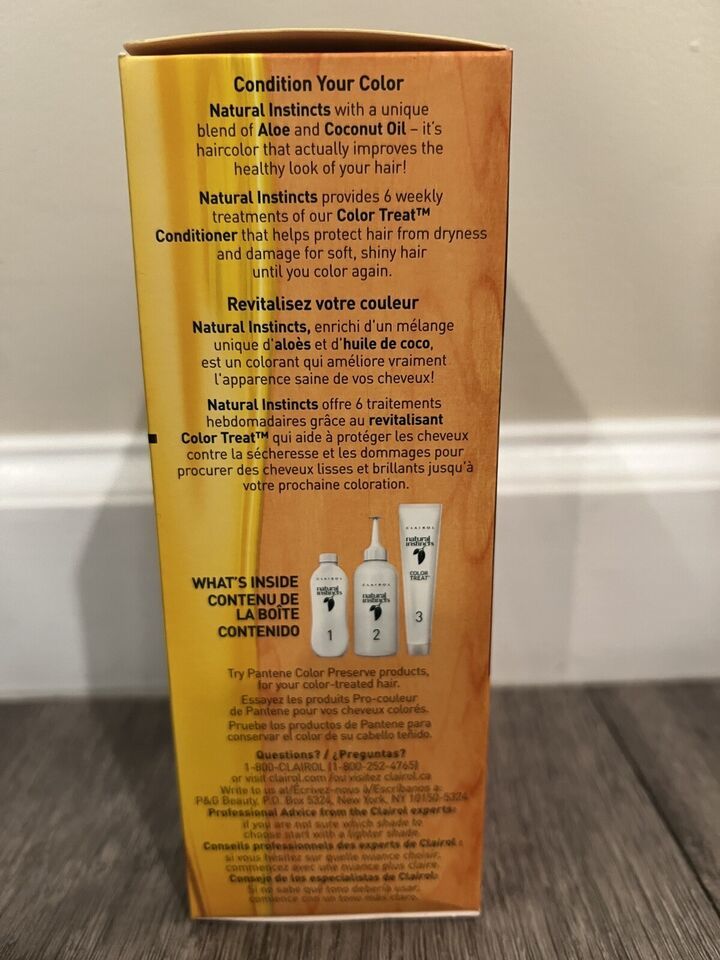 Condition Your Color
Natural Instincts with a unique
blend of Aloe and Coconut Oil – it's
haircolor that actually improves the
healthy look of your hair!
Natural Instincts provides 6 weekly
treatments of our Color Treat™
Conditioner that helps protect hair from dryness
and damage for soft, shiny hair
until you color again.
Revitalisez votre couleur
Natural Instincts, enrichi d'un mélange
unique d'aloès et d'huile de coco,
est un colorant qui améliore vraiment
l'apparence saine de vos cheveux!
Natural Instincts offre 6 traitements
hebdomadaires grâce au revitalisant
Color Treat™ qui aide à protéger les cheveux
contre la sécheresse et les dommages pour
procurer des cheveux lisses et brillants jusqu'à
votre prochaine coloration.
WHAT'S INSIDE
CONTENU DE
LA BOÎTE
CONTENIDO
CLAIROL
natural
instincts
1
CLAIROL
natural
instincts
2
CLAIROL
natural
instincts
COLOR
TREAT
3
Try Pantene Color Preserve products,
for your color-treated hair.
Essayez les produits Pro-couleur
de Pantene pour vos cheveux colorés.
Pruebe los productos de Pantene para
conservar el color de su cabello teñido.
Questions? / ¿Preguntas?
1-800-CLAIROL (1-800-252-4765)
or visit clairol.com /ou visitez clairol.ca
Write to us at/Écrivez-nous à/Escríbanos a:
P&G Beauty, P.O. Box 5324, New York, NY 10150-5324
Professional Advice from the Clairol experts:
if you are not sure which shade to
choose start with a lighter shade.
Conseils professionnels des experts de Clairol :
si vous hésitez sur quelle nuance choisir,
commencez avec une nuance plus claire.
Consejo de los especialistas de Clairol:
Si no sabe qué tono debería usar,
comience con un tono más claro.